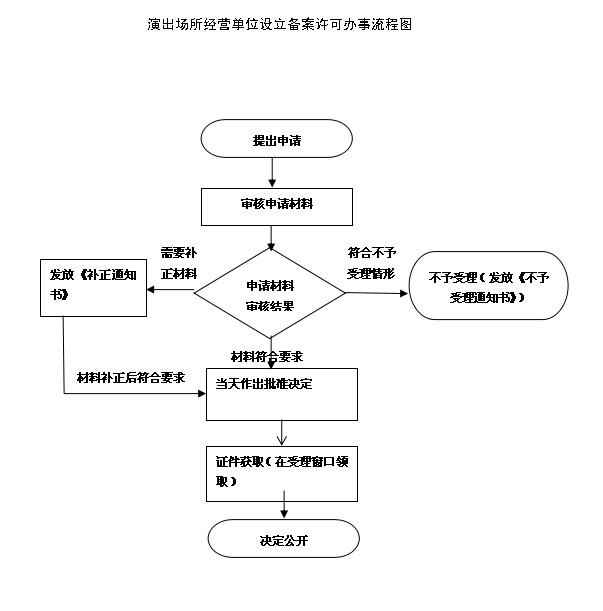 演出场所经营单位设立备案许可办事流程图
提出申请
审核申请材料
需要补
正材料
符合不予
受理情形
发放《补正通知
书》
申请材料
审核结果
不予受理（发放《不予
受理通知书》）
材料符合要求
材料补正后符合要求
当天作出批准决定
证件获取（在受理窗口领
取）
决定公开